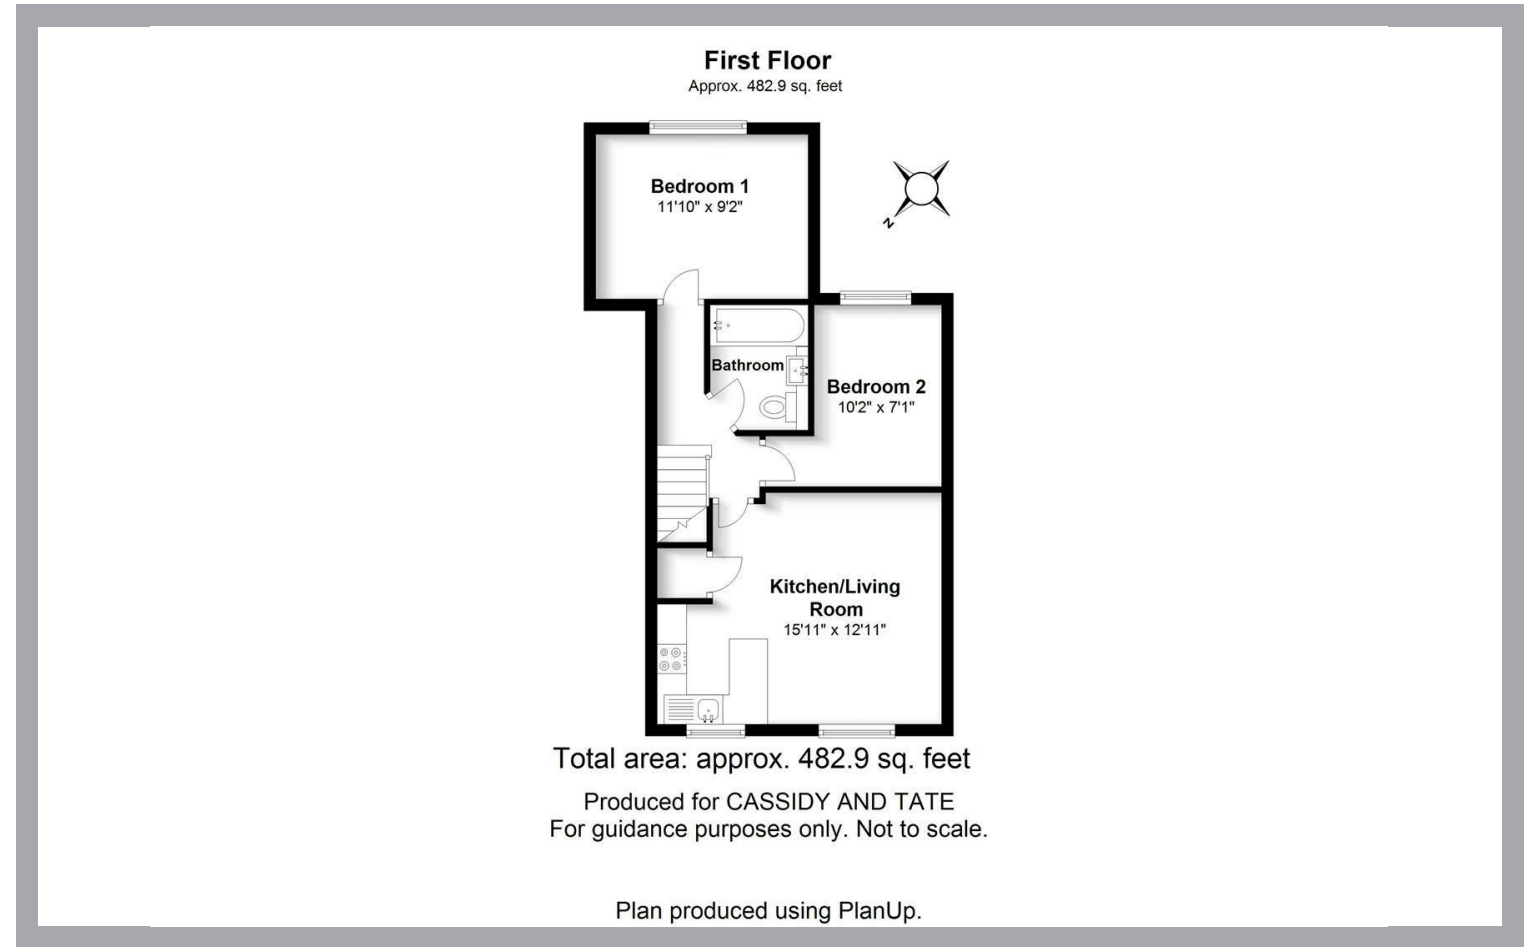 First Floor
Approx. 482.9 sq. feet
Bedroom 1
11'10" x 9'2"
N
Bathroom
Bedroom 2
10'2" x 7'1"
Kitchen/Living
Room
15'11" x 12'11"
Total area: approx. 482.9 sq. feet
Produced for CASSIDY AND TATE
For guidance purposes only. Not to scale.
Plan produced using PlanUp.